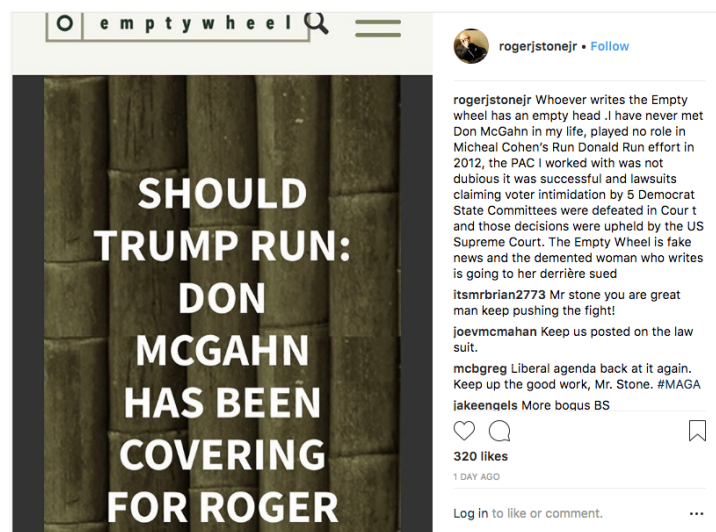 emptywheel
SHOULD
TRUMP RUN:
DON
MCGAHN
HAS BEEN
COVERING
FOR ROGER
rogerjstonejr • Follow
rogerjstonejr Whoever writes the Empty
wheel has an empty head .I have never met
Don McGahn in my life, played no role in
Micheal Cohen's Run Donald Run effort in
2012, the PAC I worked with was not
dubious it was successful and lawsuits
claiming voter intimidation by 5 Democrat
State Committees were defeated in Cour t
and those decisions were upheld by the US
Supreme Court. The Empty Wheel is fake
news and the demented woman who writes
is going to her derrière sued
itsmrbrian2773 Mr stone you are great
man keep pushing the fight!
joevmcmahan Keep us posted on the law
suit.
mcbgreg Liberal agenda back at it again.
Keep up the good work, Mr. Stone. #MAGA
jakeengels More bogus BS
320 likes
1 DAY AGO
Log in to like or comment.